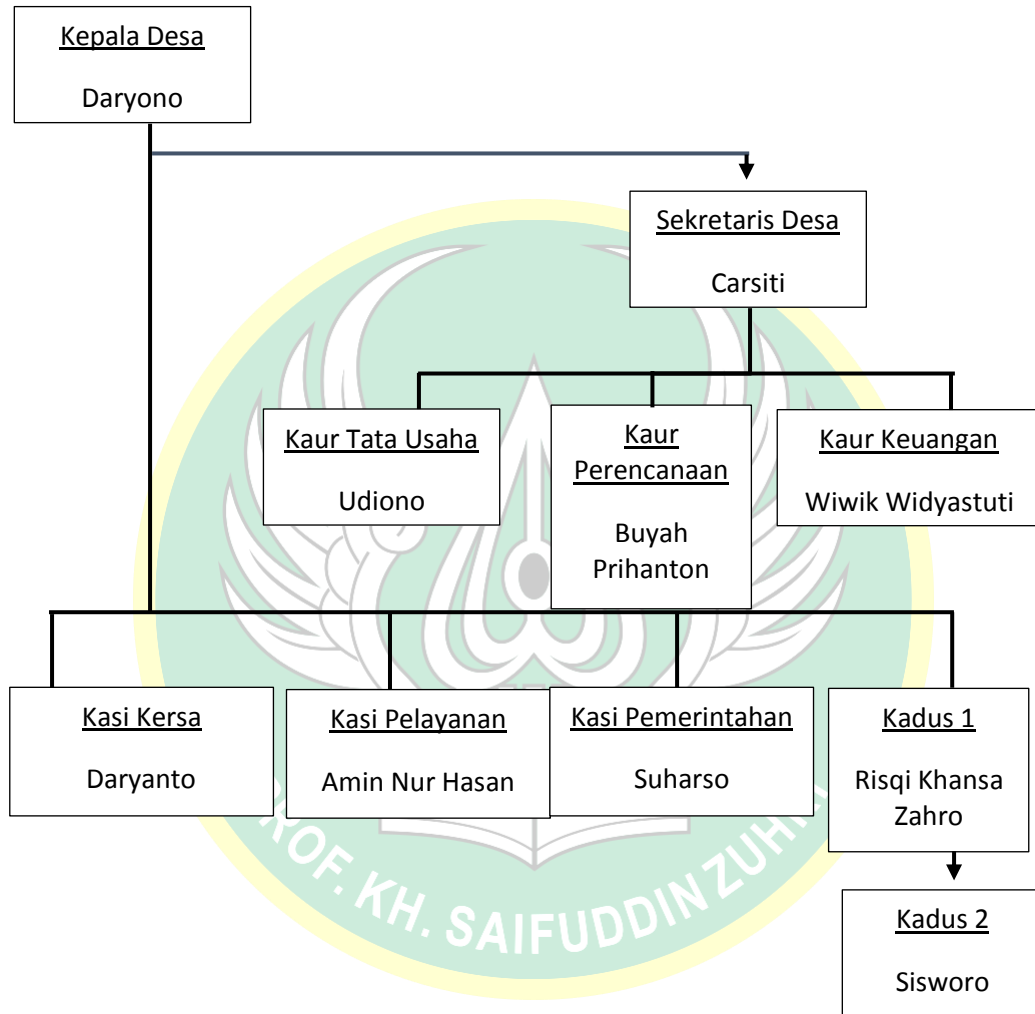 Kepala Desa
Daryono
Sekretaris Desa
Carsiti
Kaur Tata Usaha
Udiono
Kaur
Perencanaan
Buyah
Prihanton
Kaur Keuangan
Wiwik Widyastuti
Kasi Kersa
Daryanto
Kasi Pelayanan
Amin Nur Hasan
Kasi Pemerintahan
Suharso
Kadus 1
Risqi Khansa
Zahro
Kadus 2
Sisworo
PROF. KH. SAIFUDDIN ZUHRI